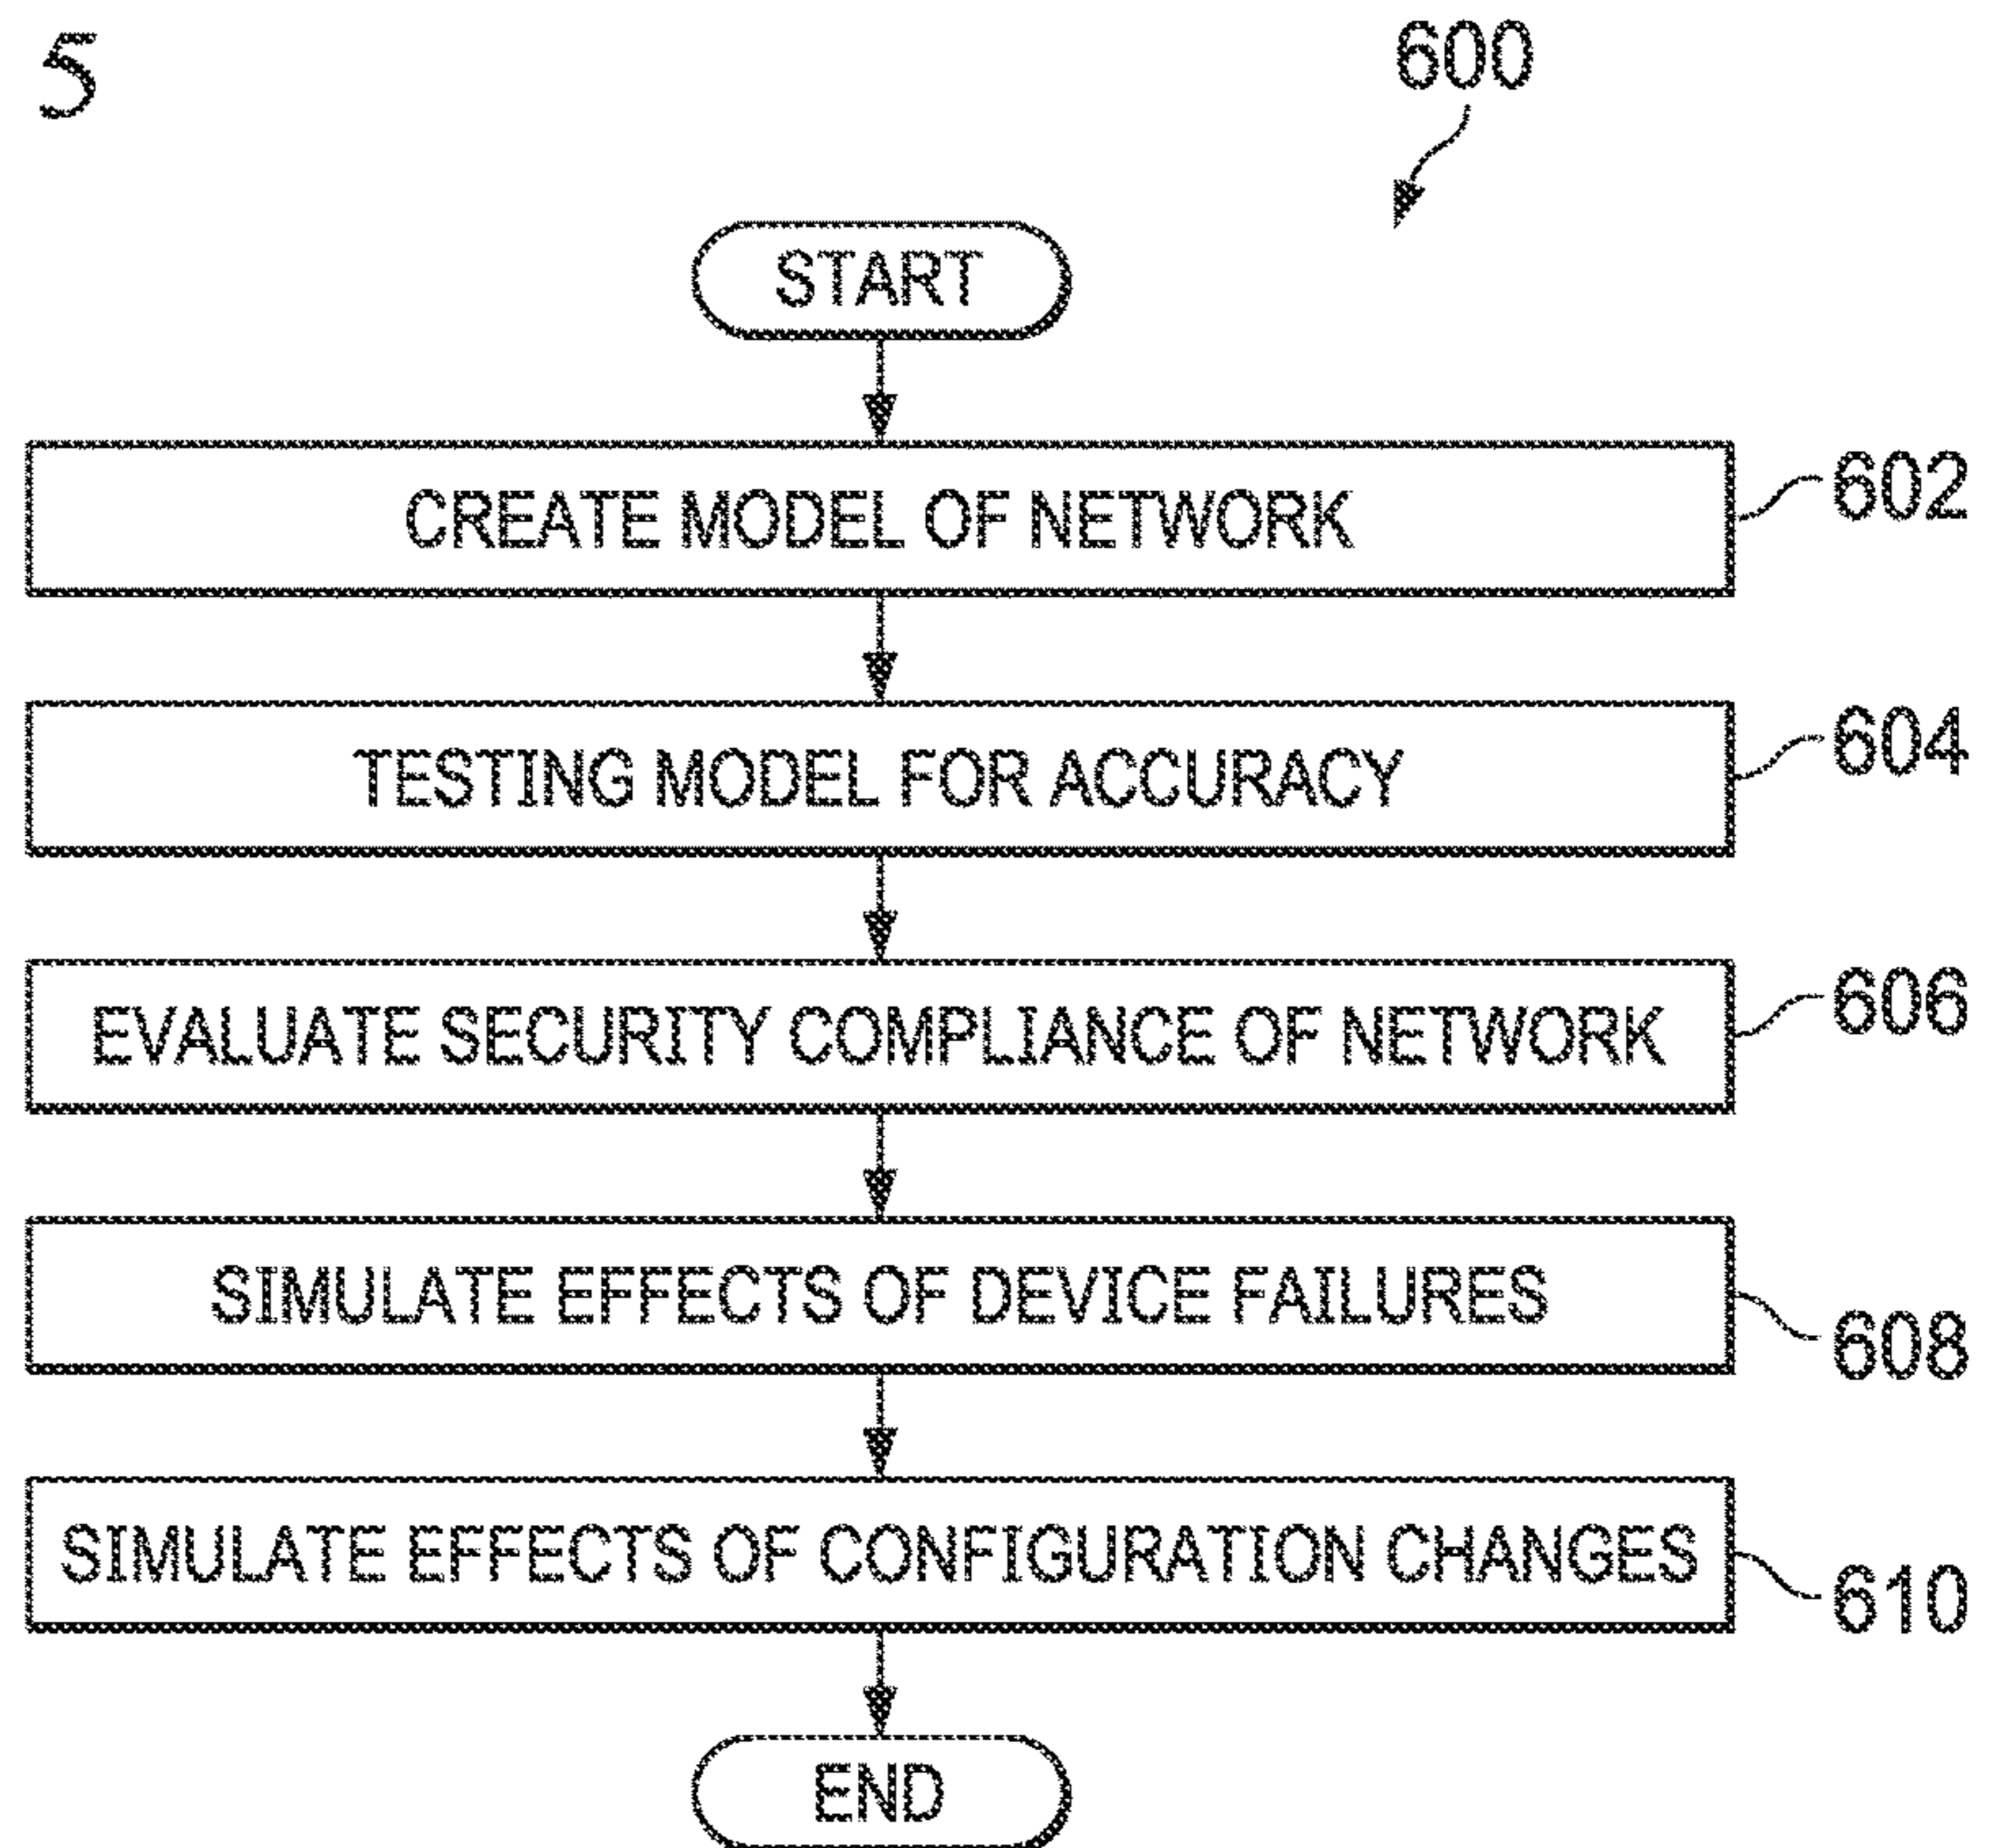 5
600
START
CREATE MODEL OF NETWORK
602
TESTING MODEL FOR ACCURACY
604
EVALUATE SECURITY COMPLIANCE OF NETWORK
606
SIMULATE EFFECTS OF DEVICE FAILURES
608
SIMULATE EFFECTS OF CONFIGURATION CHANGES
610
END